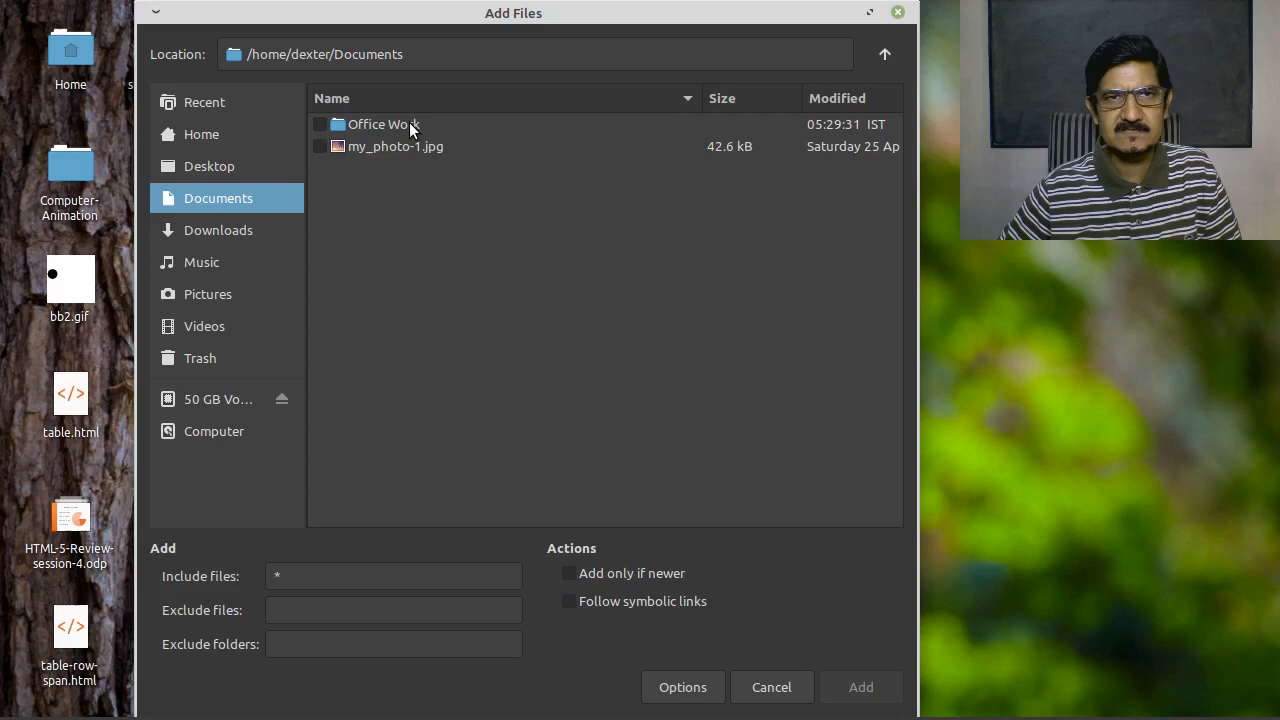 Add Files
Location: /home/dexter/Documents
Home
Computer-
Animation
bb2.gif
table.html
HTML-5-Review-
session-4.odp
table-row-
span.html
Recent
Home
Desktop
Documents
Downloads
Music
Pictures
Videos
Trash
50 GB Vo...
Computer
Name Size Modified
Office Work 05:29:31 IST
my_photo-1.jpg 42.6 kB Saturday 25 Ap
Add
Include files: *
Exclude files:
Exclude folders:
Actions
Add only if newer
Follow symbolic links
Options Cancel Add